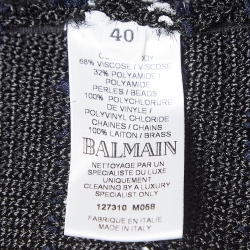 40
68% VISCOSE / VISCOSE
32% POLYAMIDE /
POLYAMIDE
PERLES / BEADS
100% POLYCHLORURE
DE VINYLE /
POLYVINYL CHLORIDE
CHAINES / CHAINS
100% LAITON / BRASS
BALMAIN
NETTOYAGE PAR UN
SPECIALISTE DU LUXE
UNIQUEMENT
CLEANING BY A LUXURY
SPECIALIST ONLY
127310 M05B
FABRIQUE EN ITALIE
MADE IN ITALY